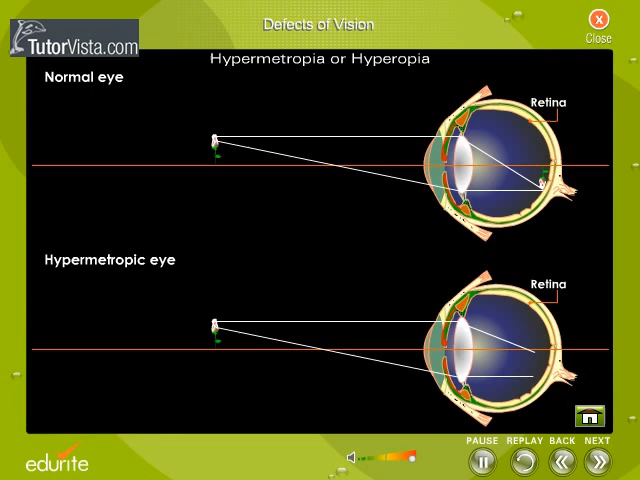 Defects of Vision
Close
TutorVista.com
Hypermetropia or Hyperopia
Normal eye
Retina
Hypermetropic eye
Retina
PAUSE REPLAY BACK NEXT
edurite